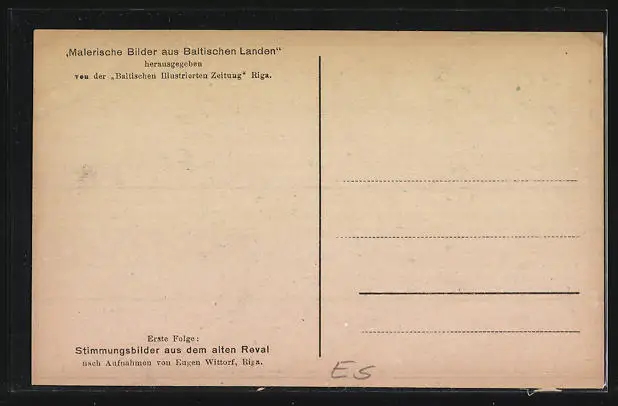 „Malerische Bilder aus Baltischen Landen“
herausgegeben
von der „Baltischen Illustrierten Zeitung“ Riga.
Erste Folge:
Stimmungsbilder aus dem alten Reval
nach Aufnahmen von Eugen Wittorf, Riga.
ES